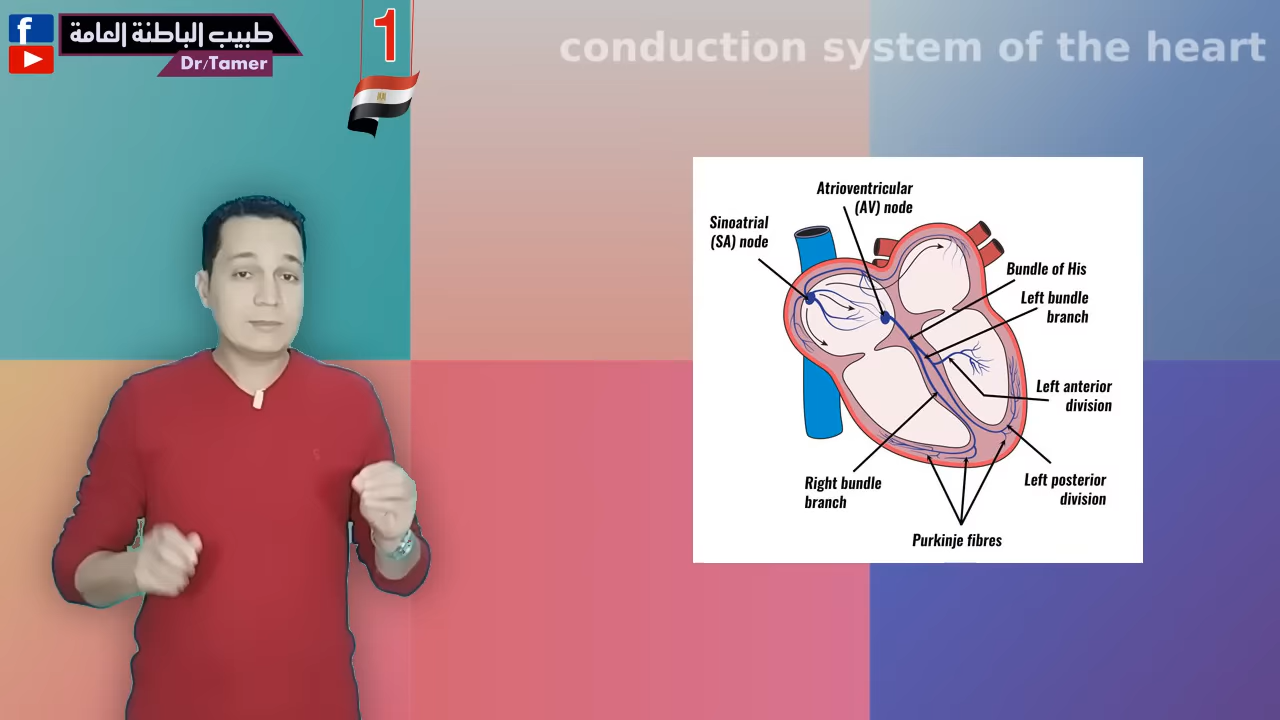 طبيب الباطنة العامة
Dr/Tamer
1
conduction system of the heart
Atrioventricular
(AV) node
Sinoatrial
(SA) node
Bundle of His
Left bundle
branch
Left anterior
division
Left posterior
division
Right bundle
branch
Purkinje fibres